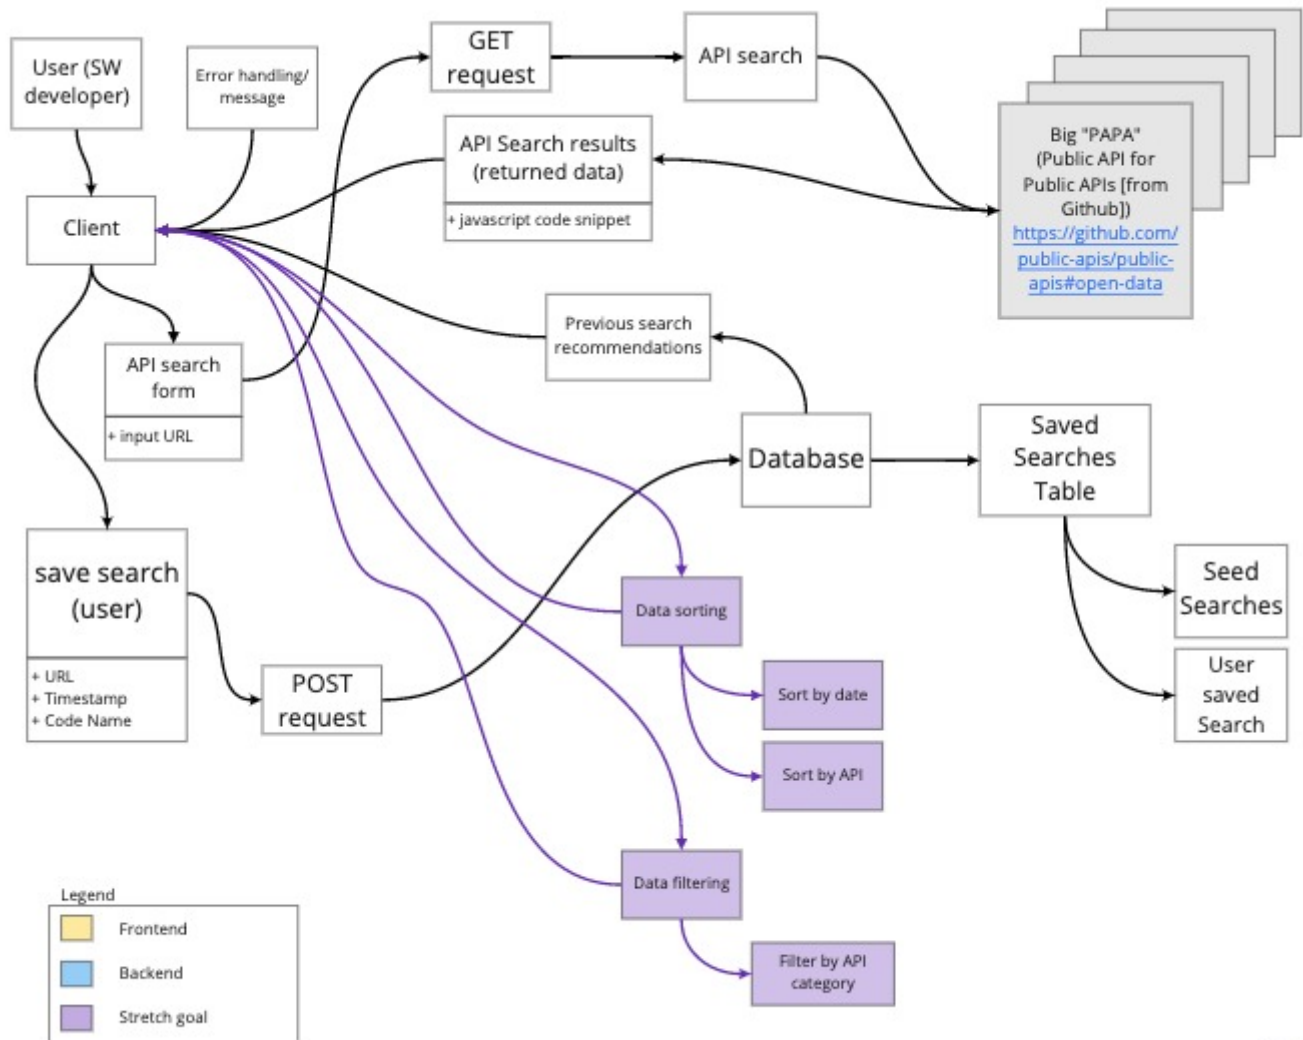 User (SW
developer)
Error handling/
message
GET
request
API search
Big "PAPA"
(Public API for
Public APIs [from
Github])
https://github.com/
public-apis/public-
apis#open-data
API Search results
(returned data)
+ javascript code snippet
Client
Previous search
recommendations
API search
form
+ input URL
Database
Saved
Searches
Table
save search
(user)
+ URL
+ Timestamp
+ Code Name
POST
request
Seed
Searches
User
saved
Search
Data sorting
Sort by date
Sort by API
Data filtering
Filter by API
category
Legend
Frontend
Backend
Stretch goal